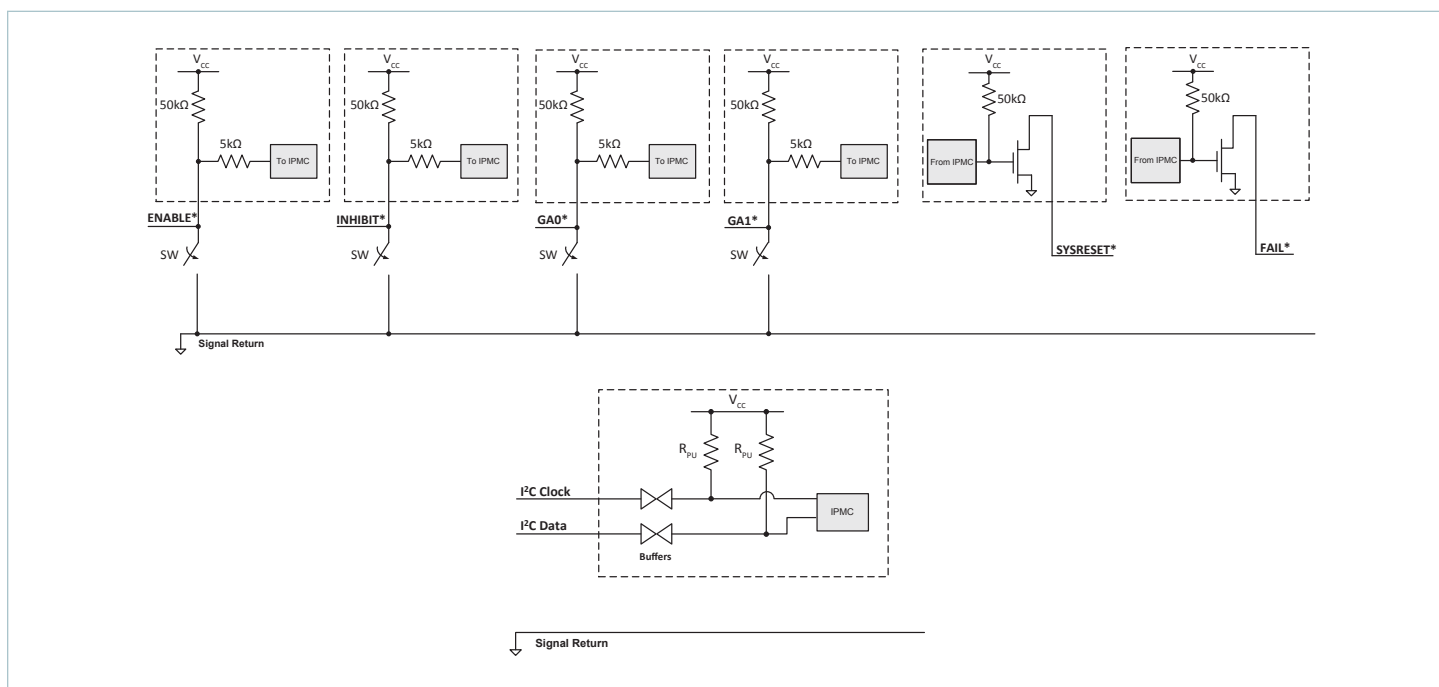 VCC VCC VCC VCC VCC VCC
50kΩ 50kΩ 50kΩ 50kΩ 50kΩ 50kΩ
5kΩ 5kΩ 5kΩ 5kΩ
To IPMC To IPMC To IPMC To IPMC From IPMC From IPMC
ENABLE* INHIBIT* GA0* GA1*
SW SW SW SW SYSRESET* FAIL*
Signal Return
VCC
RPU RPU
I²C Clock
IPMC
I²C Data
Buffers
Signal Return